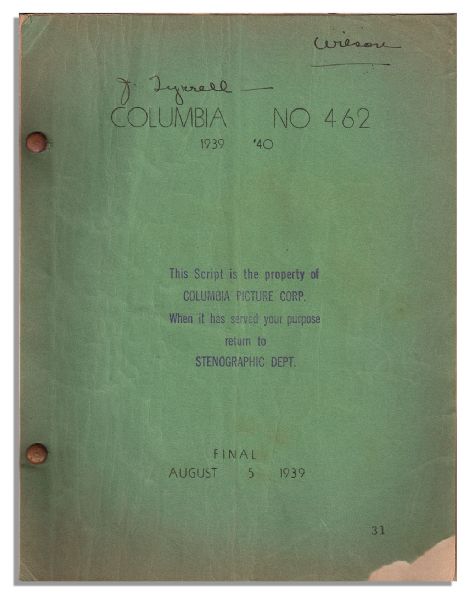 Wilson
J. Tyrrell —
COLUMBIA NO 462
1939 '40
This Script is the property of
COLUMBIA PICTURE CORP.
When it has served your purpose
return to
STENOGRAPHIC DEPT.
FINAL
AUGUST 5 1939
31